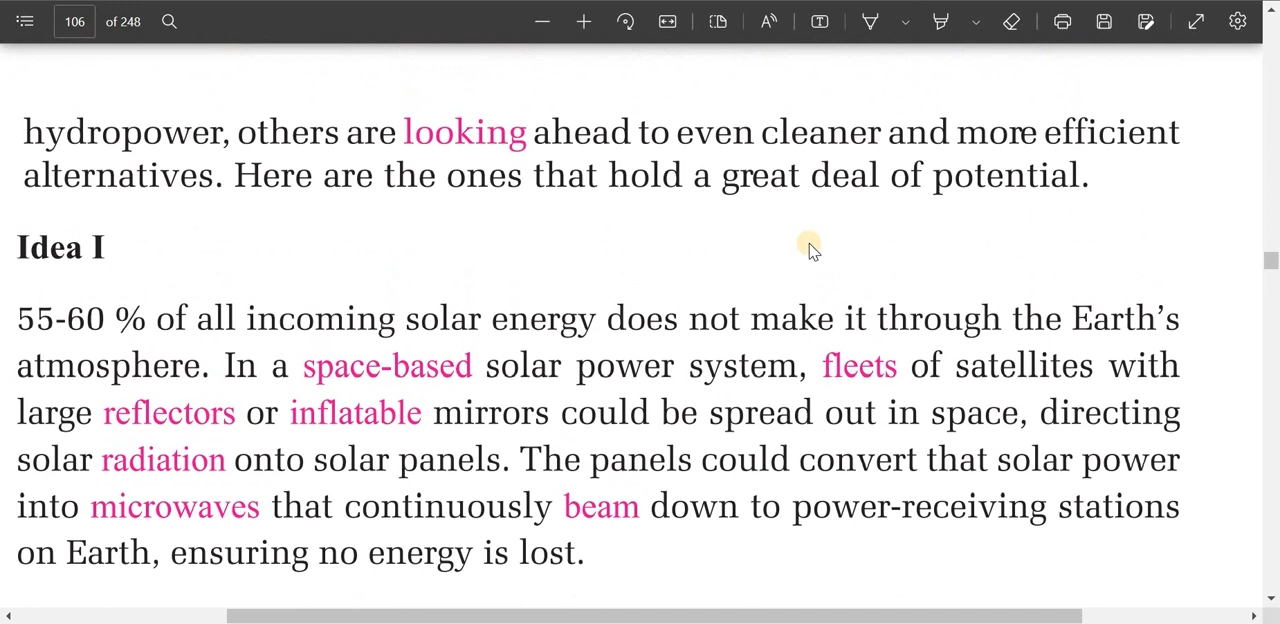 106 of 248
hydropower, others are looking ahead to even cleaner and more efficient
alternatives. Here are the ones that hold a great deal of potential.
Idea I
55-60 % of all incoming solar energy does not make it through the Earth's
atmosphere. In a space-based solar power system, fleets of satellites with
large reflectors or inflatable mirrors could be spread out in space, directing
solar radiation onto solar panels. The panels could convert that solar power
into microwaves that continuously beam down to power-receiving stations
on Earth, ensuring no energy is lost.